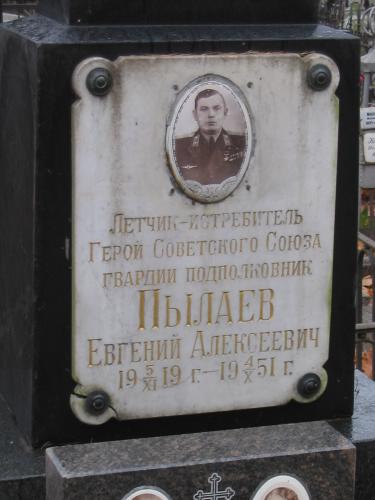 Летчик-истребитель
Герой Советского Союза
гвардии подполковник
Пылаев
Евгений Алексеевич
19 5/XI 19 г.–19 4/X 51 г.